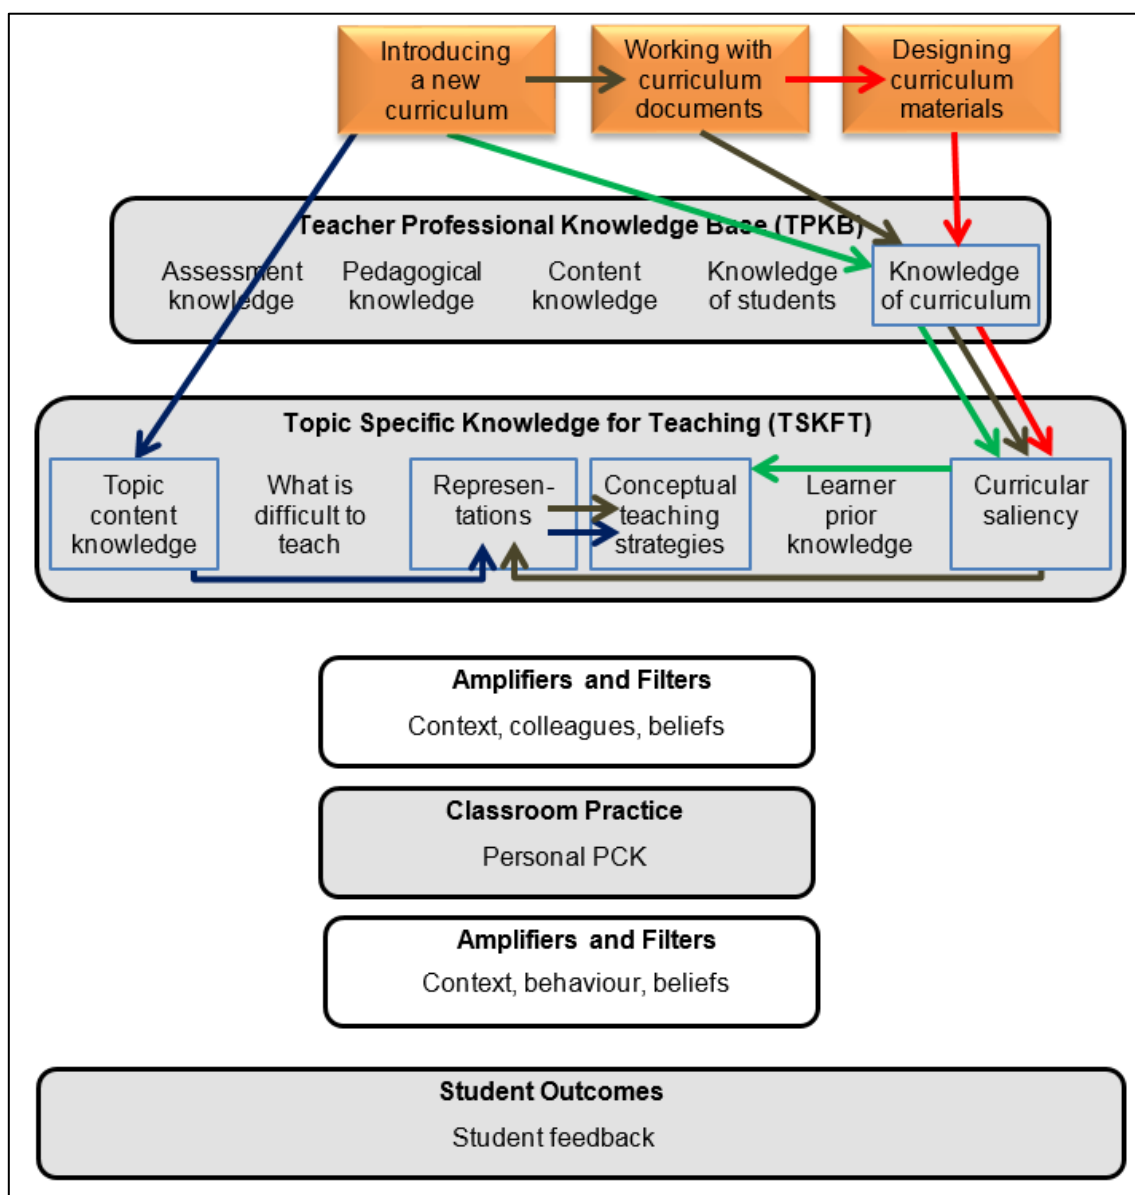 Introducing
a new
curriculum
Working with
curriculum
documents
Designing
curriculum
materials
Teacher Professional Knowledge Base (TPKB)
Assessment
knowledge
Pedagogical
knowledge
Content
knowledge
Knowledge
of students
Knowledge
of curriculum
Topic Specific Knowledge for Teaching (TSKFT)
Topic
content
knowledge
What is
difficult to
teach
Represen-
tations
Conceptual
teaching
strategies
Learner
prior
knowledge
Curricular
saliency
Amplifiers and Filters
Context, colleagues, beliefs
Classroom Practice
Personal PCK
Amplifiers and Filters
Context, behaviour, beliefs
Student Outcomes
Student feedback